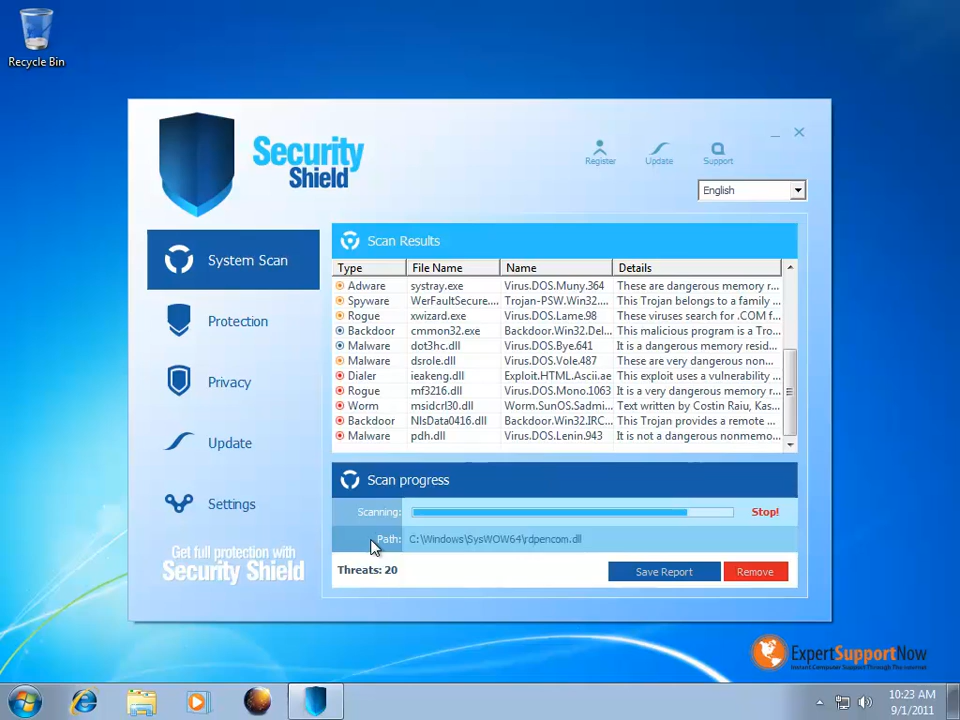 Recycle Bin
Security
Shield
Register Update Support
English
System Scan
Protection
Privacy
Update
Settings
Get full protection with
Security Shield
Scan Results
Type File Name Name Details
Adware systray.exe Virus.DOS.Muny.364 These are dangerous memory r...
Spyware WerFaultSecure.... Trojan-PSW.Win32.... This Trojan belongs to a family ...
Rogue xwizard.exe Virus.DOS.Lame.98 These viruses search for .COM f...
Backdoor cmmon32.exe Backdoor.Win32.Del... This malicious program is a Tro...
Malware dot3hc.dll Virus.DOS.Bye.641 It is a dangerous memory resid...
Malware dsrole.dll Virus.DOS.Vole.487 These are very dangerous non...
Dialer ieakeng.dll Exploit.HTML.Ascii.ae This exploit uses a vulnerability ...
Rogue mf3216.dll Virus.DOS.Mono.1063 It is a very dangerous memory r...
Worm msidcrl30.dll Worm.SunOS.Sadmi... Text written by Costin Raiu, Kas...
Backdoor NlsData0416.dll Backdoor.Win32.IRC... This Trojan provides a remote ...
Malware pdh.dll Virus.DOS.Lenin.943 It is not a dangerous nonmemo...
Scan progress
Scanning: Stop!
Path: C:\Windows\SysWOW64\rdpencom.dll
Threats: 20
Save Report Remove
ExpertSupportNow
Instant Computer Support Through The Internet
10:23 AM
9/1/2011